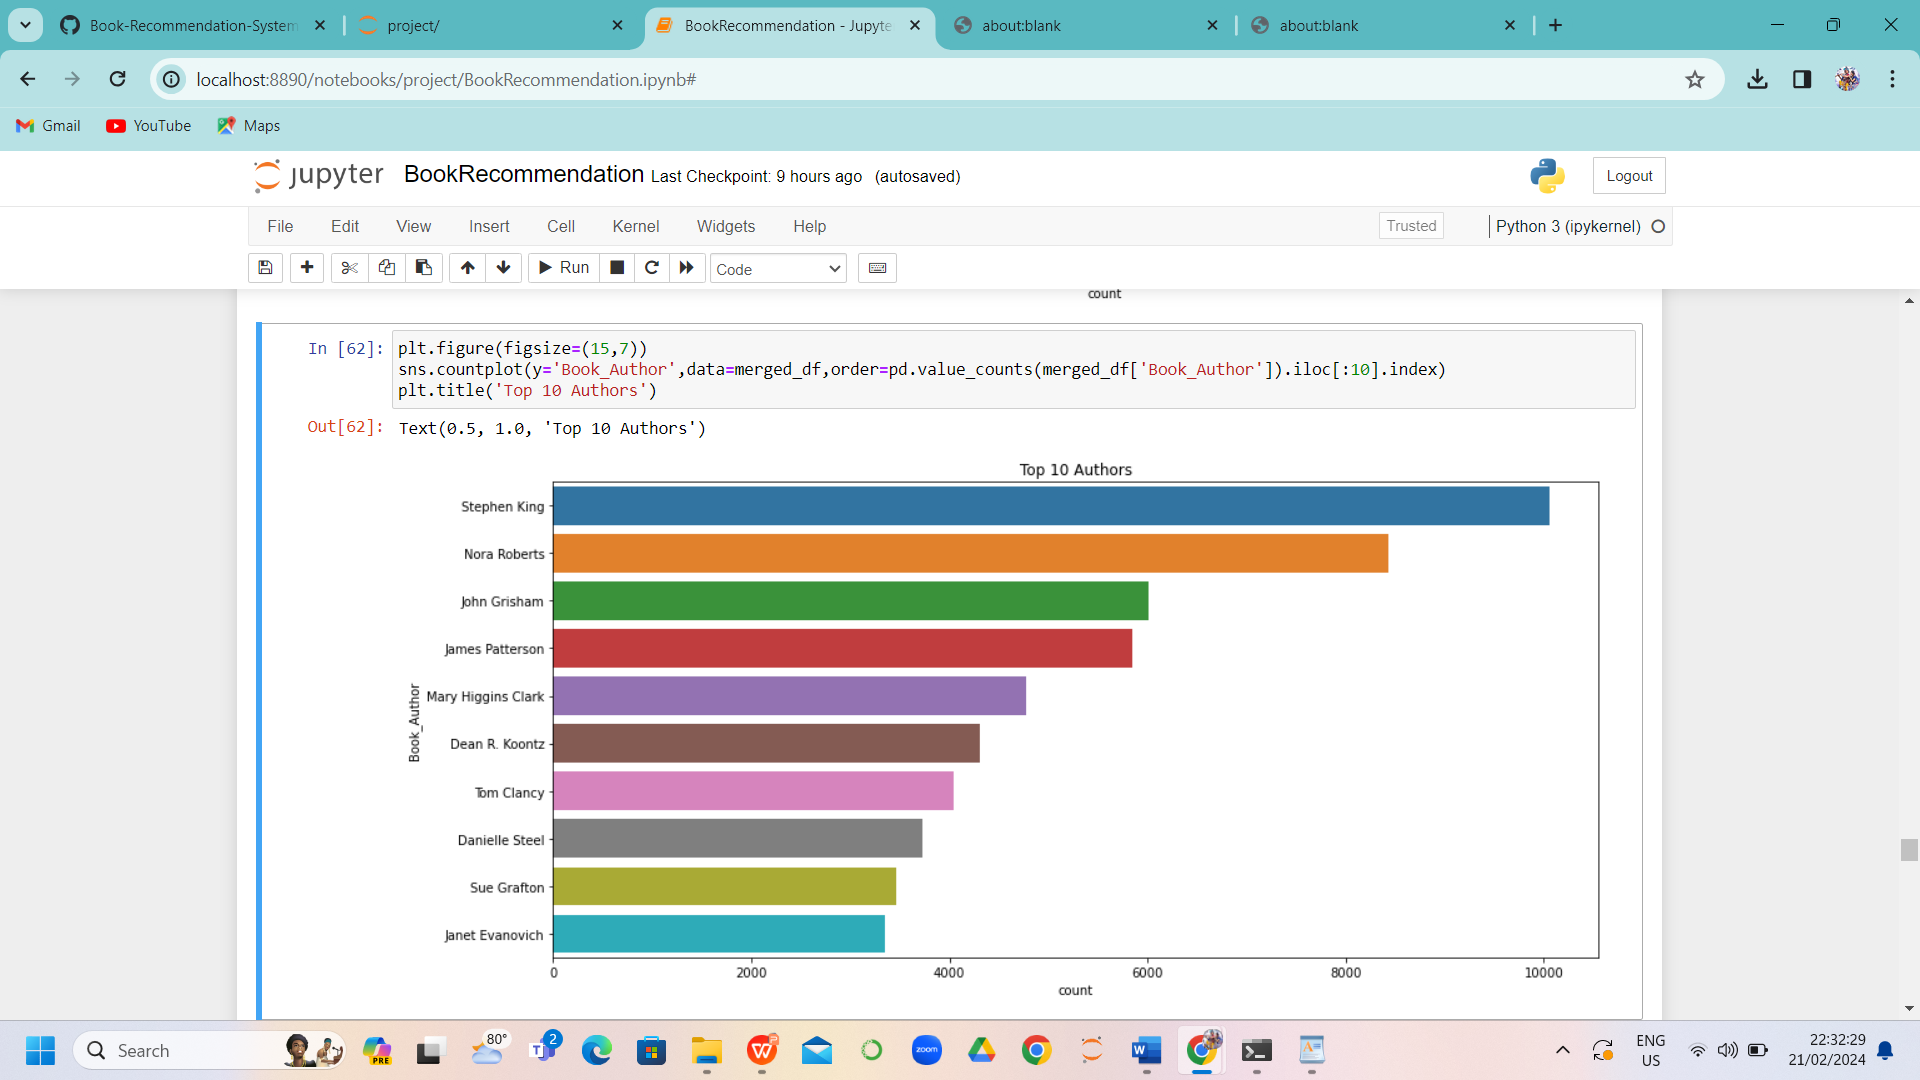 Book-Recommendation-System
project/
BookRecommendation - Jupyte
about:blank
about:blank
localhost:8890/notebooks/project/BookRecommendation.ipynb#
Gmail
YouTube
Maps
jupyter
BookRecommendation Last Checkpoint: 9 hours ago (autosaved)
Logout
File Edit View Insert Cell Kernel Widgets Help
Trusted
Python 3 (ipykernel)
Run
Code
count
In [62]:
plt.figure(figsize=(15,7))
sns.countplot(y='Book_Author',data=merged_df,order=pd.value_counts(merged_df['Book_Author']).iloc[:10].index)
plt.title('Top 10 Authors')
Out[62]: Text(0.5, 1.0, 'Top 10 Authors')
Top 10 Authors
Book_Author
Stephen King
Nora Roberts
John Grisham
James Patterson
Mary Higgins Clark
Dean R. Koontz
Tom Clancy
Danielle Steel
Sue Grafton
Janet Evanovich
0 2000 4000 6000 8000 10000
count
Search
PRE
80°
2
zoom
ENG
US
22:32:29
21/02/2024